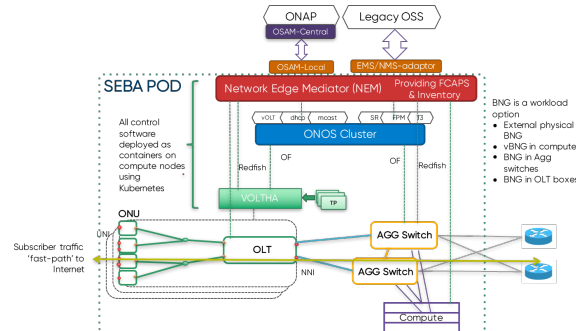 ONAP
Legacy OSS
OSAM-Central
OSAM-Local
EMS/NMS-adaptor
SEBA POD
Network Edge Mediator (NEM)
Providing FCAPS
& Inventory
BNG is a workload
option
• External physical
BNG
• vBNG in compute
• BNG in Agg
switches
• BNG in OLT boxes
All control
software
deployed as
containers on
compute nodes
using
Kubernetes
vOLT
dhcp
mcast
SR
FPM
T3
ONOS Cluster
Redfish
OF
OF
Redfish
VOLTHA
TP
ONU
UNI
OLT
AGG Switch
Subscriber traffic
'fast-path' to
Internet
NNI
AGG Switch
Compute